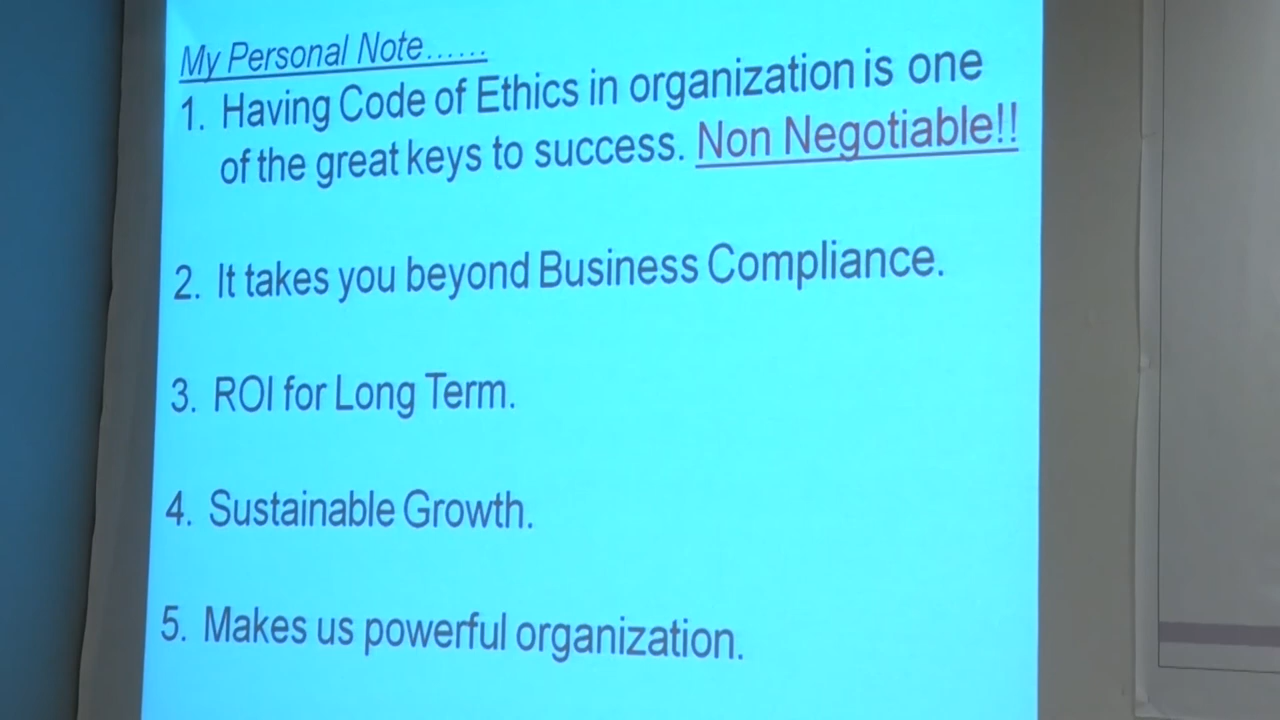 My Personal Note......
1. Having Code of Ethics in organization is one
of the great keys to success. Non Negotiable!!
2. It takes you beyond Business Compliance.
3. ROI for Long Term.
4. Sustainable Growth.
5. Makes us powerful organization.